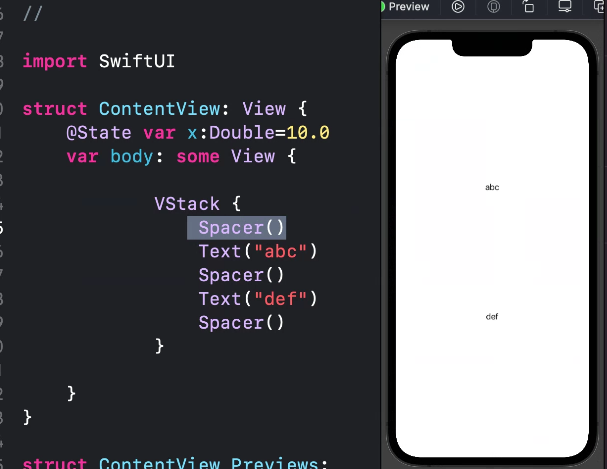 //
Preview
import SwiftUI
struct ContentView: View {
@State var x:Double=10.0
var body: some View {
VStack {
Spacer()
Text("abc")
Spacer()
Text("def")
Spacer()
}
}
}
struct ContentView_Previews:
abc
def